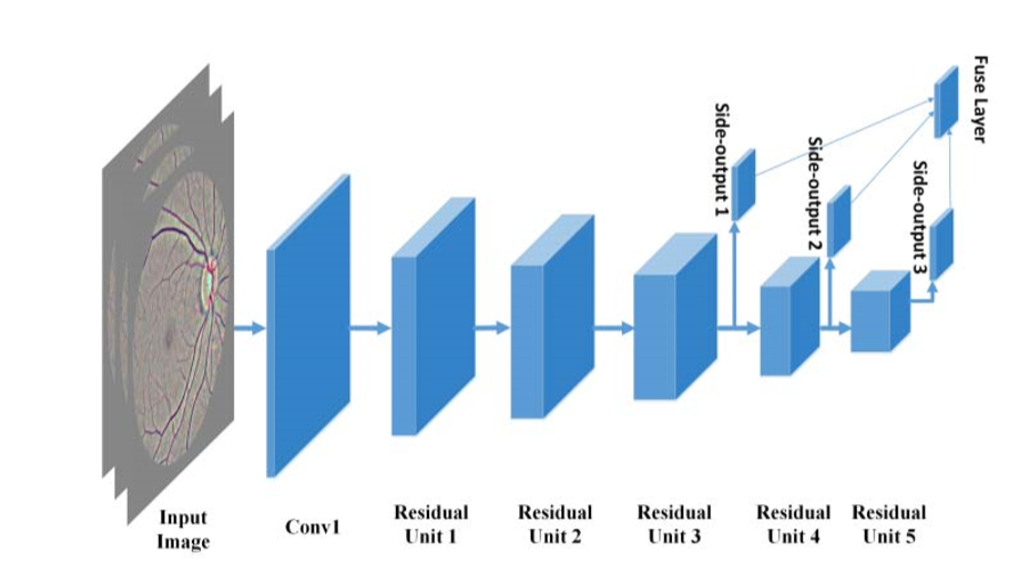 Fuse Layer
Side-output 1
Side-output 2
Side-output 3
Input
Image
Conv1
Residual
Unit 1
Residual
Unit 2
Residual
Unit 3
Residual
Unit 4
Residual
Unit 5